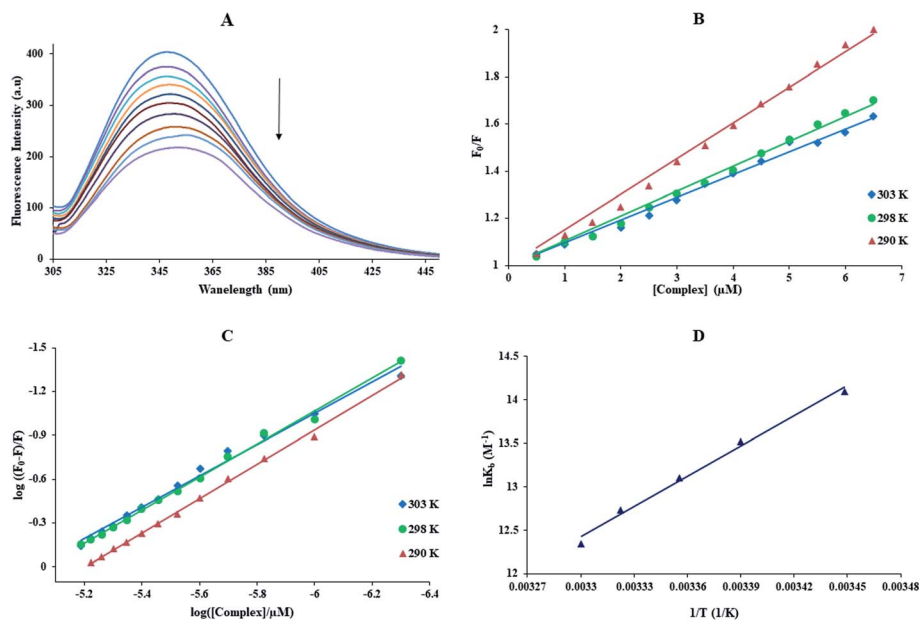 A
Fluorescence Intensity (a.u)
400
300
200
100
0
305 325 345 365 385 405 425 445
Wavelength (nm)
B
F₀/F
2
1.8
1.6
1.4
1.2
1
0 1 2 3 4 5 6 7
[Complex] (µM)
303 K
298 K
290 K
C
log ((F₀-F)/F)
-1.5
-1.2
-0.9
-0.6
-0.3
0
-5.2 -5.4 -5.6 -5.8 -6 -6.2 -6.4
log([Complex]/µM)
303 K
298 K
290 K
D
lnK_b (M⁻¹)
14.5
14
13.5
13
12.5
12
0.00327 0.0033 0.00333 0.00336 0.00339 0.00342 0.00345 0.00348
1/T (1/K)